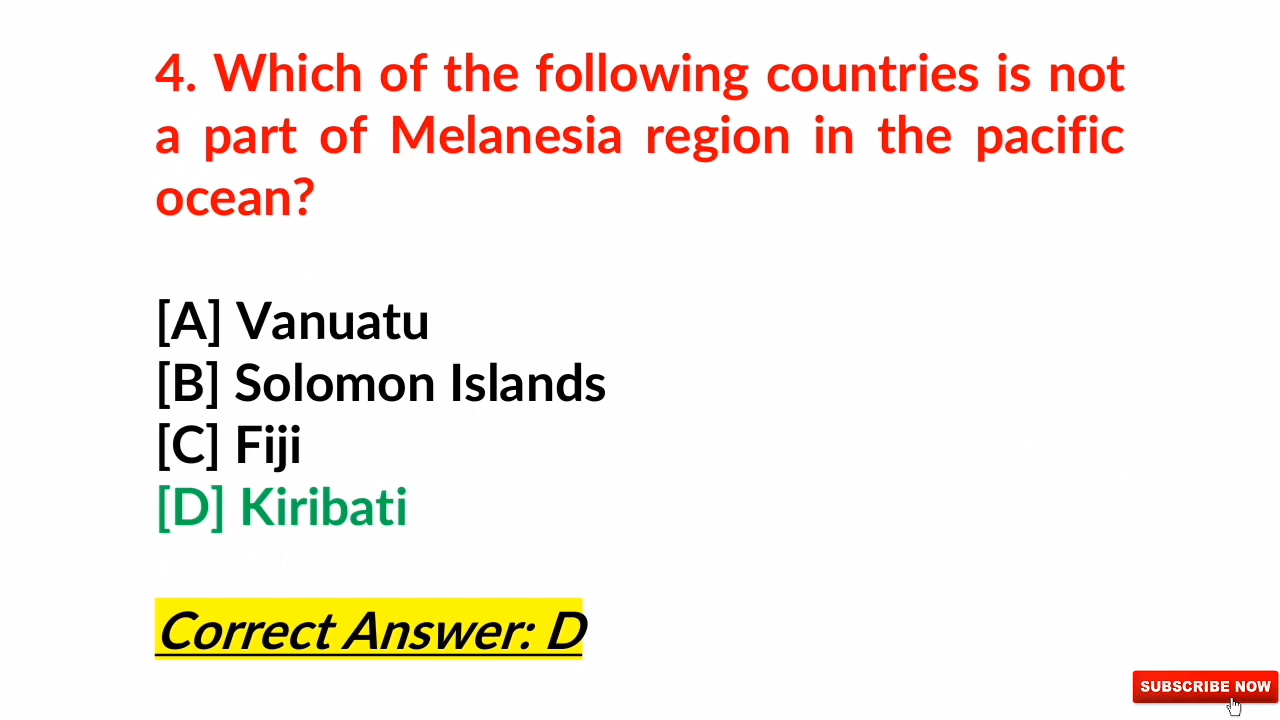 4. Which of the following countries is not
a part of Melanesia region in the pacific
ocean?
[A] Vanuatu
[B] Solomon Islands
[C] Fiji
[D] Kiribati
Correct Answer: D
SUBSCRIBE NOW